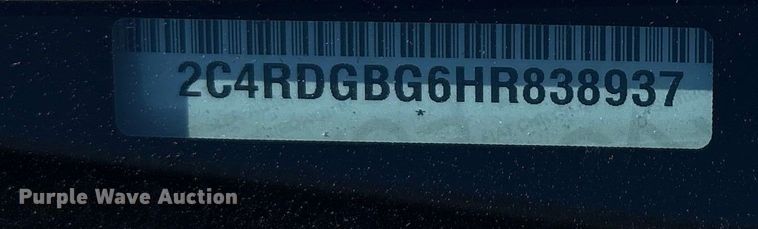 2C4RDGBG6HR838937
*
Purple Wave Auction